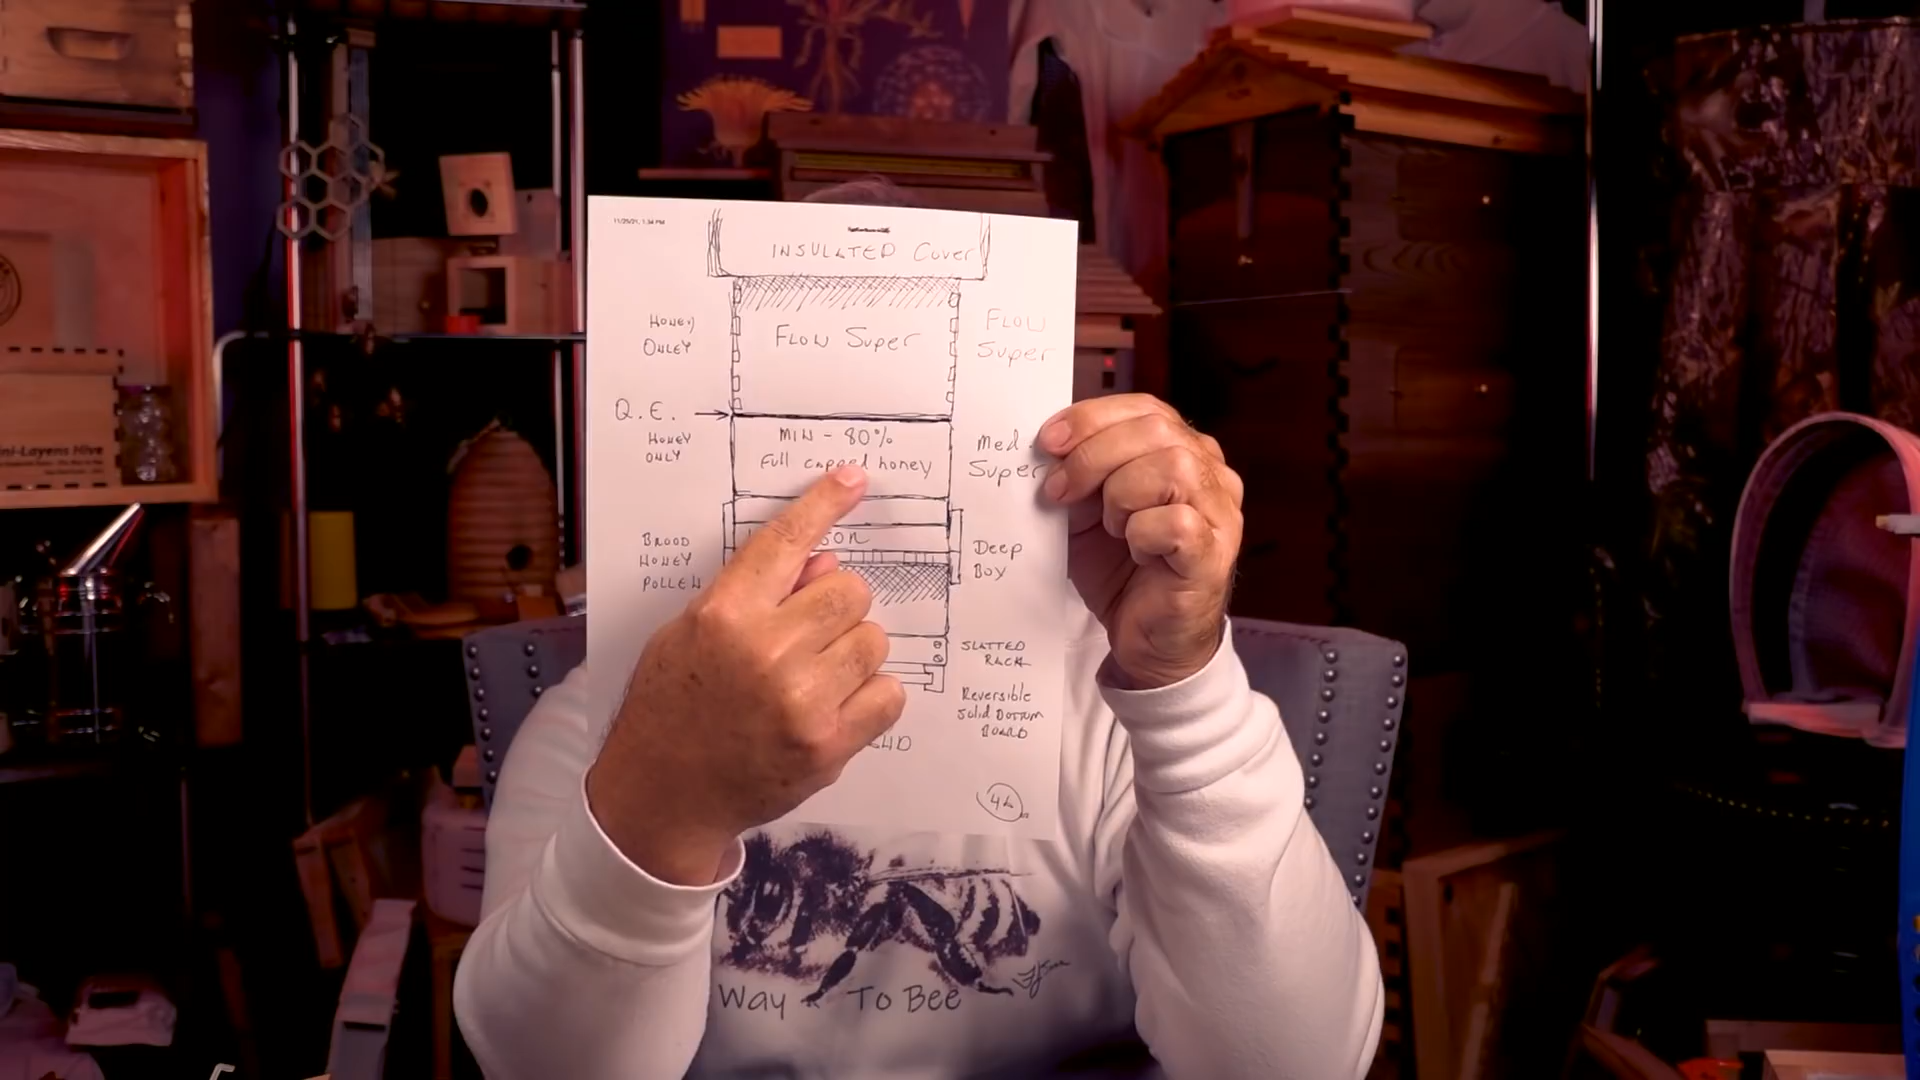 11/25/21, 1:34 PM
INSULATED Cover
HONEY
ONLEY
FLOW Super
FLOW
Super
Q.E.
HONEY
ONLY
MIN - 80%
Full capped honey
Med
Super
BROOD
HONEY
POLLEN
Deep
Boy
SLATTED
RACK
Reversible
Solid BOTTOM
BOARD
4L
ini-Layens Hive
Way To Bee